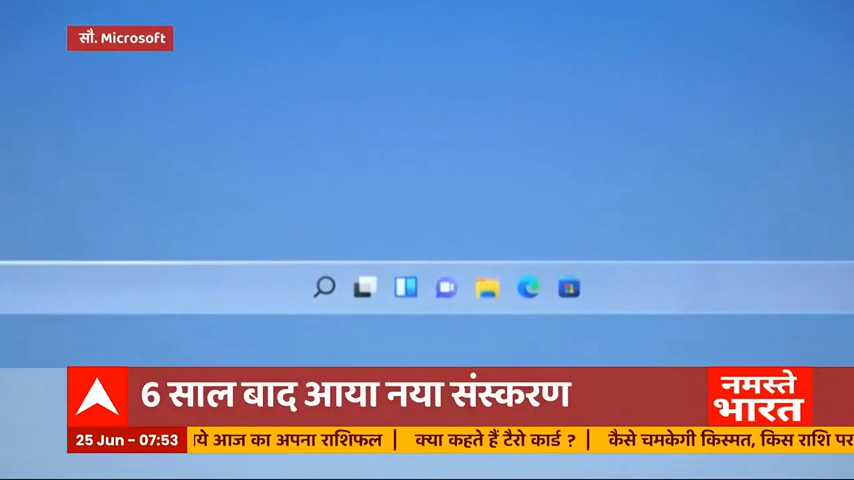 सौ. Microsoft
6 साल बाद आया नया संस्करण
नमस्ते
भारत
25 Jun - 07:53
आज का अपना राशिफल | क्या कहते हैं टैरो कार्ड ? | कैसे चमकेगी किस्मत, किस राशि पर